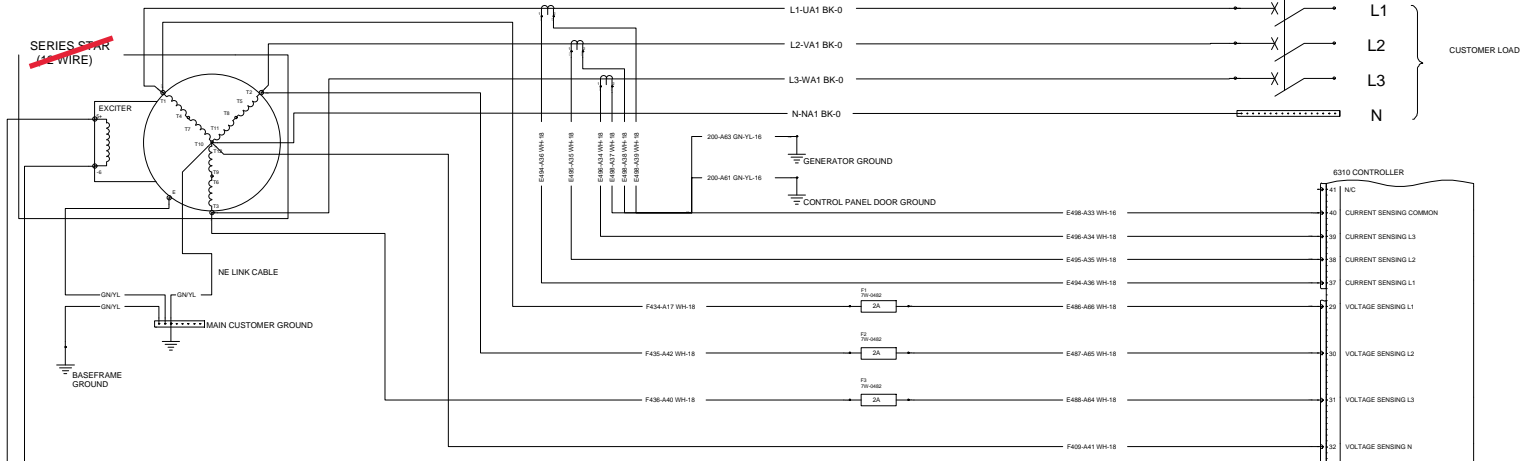 L1-UA1 BK-0
L1
SERIES STAR
(12 WIRE)
L2-VA1 BK-0
L2
CUSTOMER LOAD
L3-WA1 BK-0
L3
EXCITER
T1
T2
T5
T4
T8
T7
T11
T10
T12
T9
T6
T3
E
N-NA1 BK-0
N
200-A63 GN-YL-16
GENERATOR GROUND
200-A61 GN-YL-16
CONTROL PANEL DOOR GROUND
E494-A36 WH-18
E495-A35 WH-18
E496-A34 WH-18
E498-A37 WH-18
E498-A38 WH-18
E498-A39 WH-18
6310 CONTROLLER
41 N/C
E498-A33 WH-16
40 CURRENT SENSING COMMON
E496-A34 WH-18
39 CURRENT SENSING L3
E495-A35 WH-18
38 CURRENT SENSING L2
E494-A36 WH-18
37 CURRENT SENSING L1
NE LINK CABLE
GN/YL
GN/YL
GN/YL
MAIN CUSTOMER GROUND
BASEFRAME
GROUND
F434-A17 WH-18
F1
7W-0482
2A
E486-A66 WH-18
29 VOLTAGE SENSING L1
F435-A42 WH-18
F2
7W-0482
2A
E487-A65 WH-18
30 VOLTAGE SENSING L2
F436-A40 WH-18
F3
7W-0482
2A
E488-A64 WH-18
31 VOLTAGE SENSING L3
F409-A41 WH-18
32 VOLTAGE SENSING N